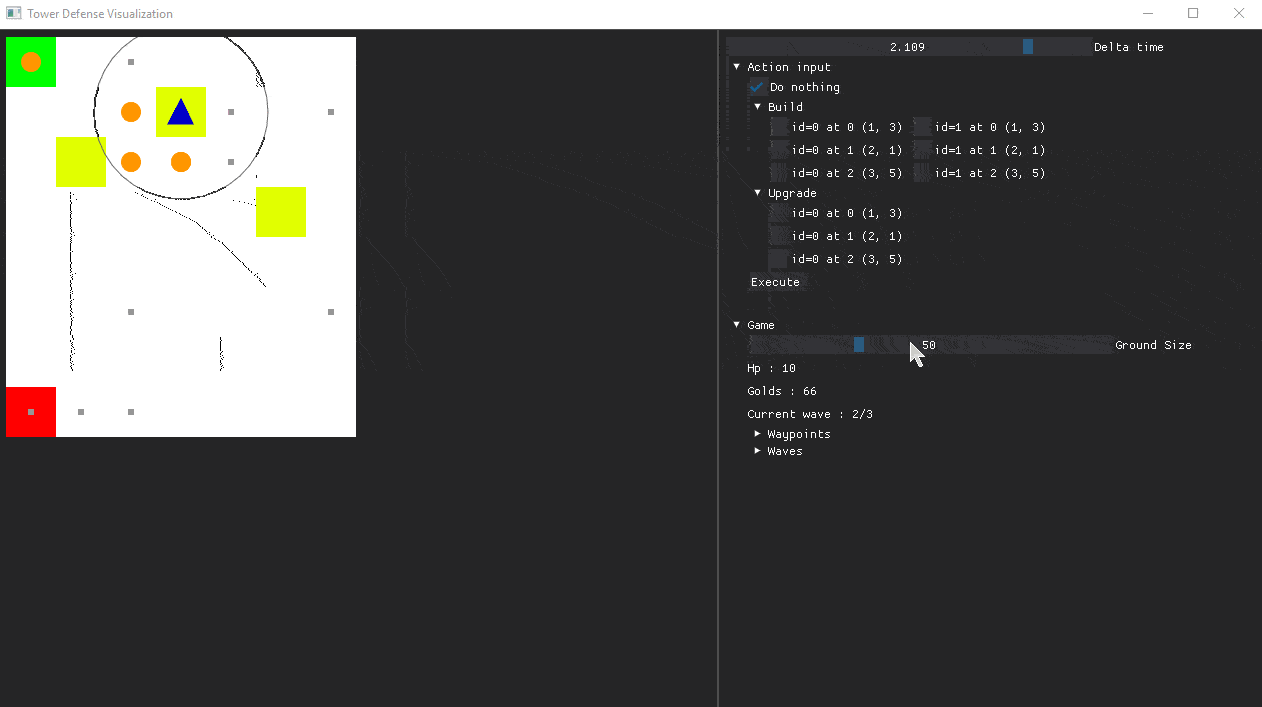 Tower Defense Visualization
2.109 Delta time
Action input
Do nothing
Build
id=0 at 0 (1, 3) id=1 at 0 (1, 3)
id=0 at 1 (2, 1) id=1 at 1 (2, 1)
id=0 at 2 (3, 5) id=1 at 2 (3, 5)
Upgrade
id=0 at 0 (1, 3)
id=0 at 1 (2, 1)
id=0 at 2 (3, 5)
Execute
Game
50 Ground Size
Hp : 10
Golds : 66
Current wave : 2/3
Waypoints
Waves